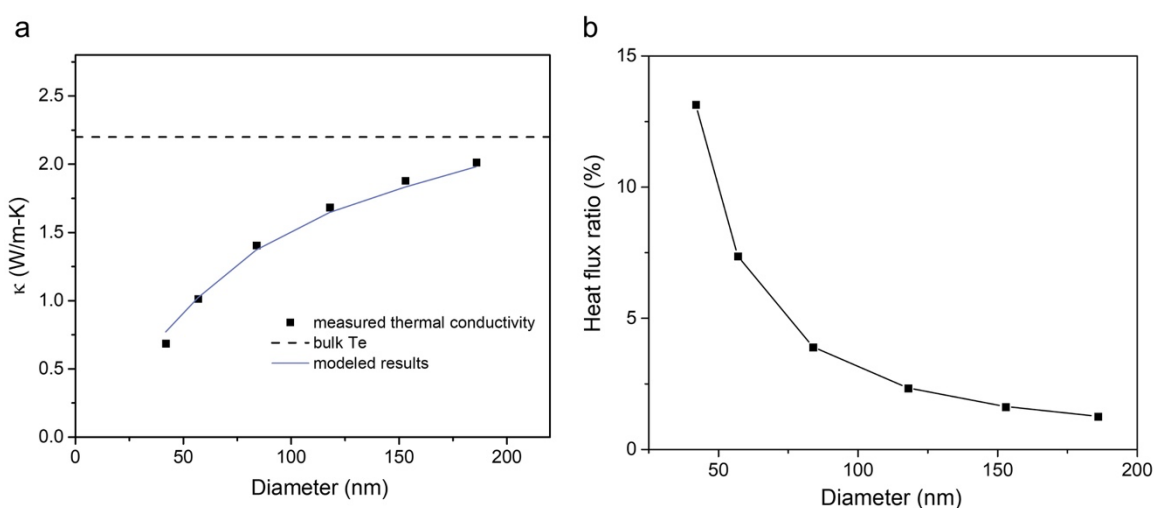 a
κ (W/m-K)
2.5
2.0
1.5
1.0
0.5
0.0
measured thermal conductivity
bulk Te
modeled results
0 50 100 150 200
Diameter (nm)
b
Heat flux ratio (%)
15
10
5
0
50 100 150 200
Diameter (nm)